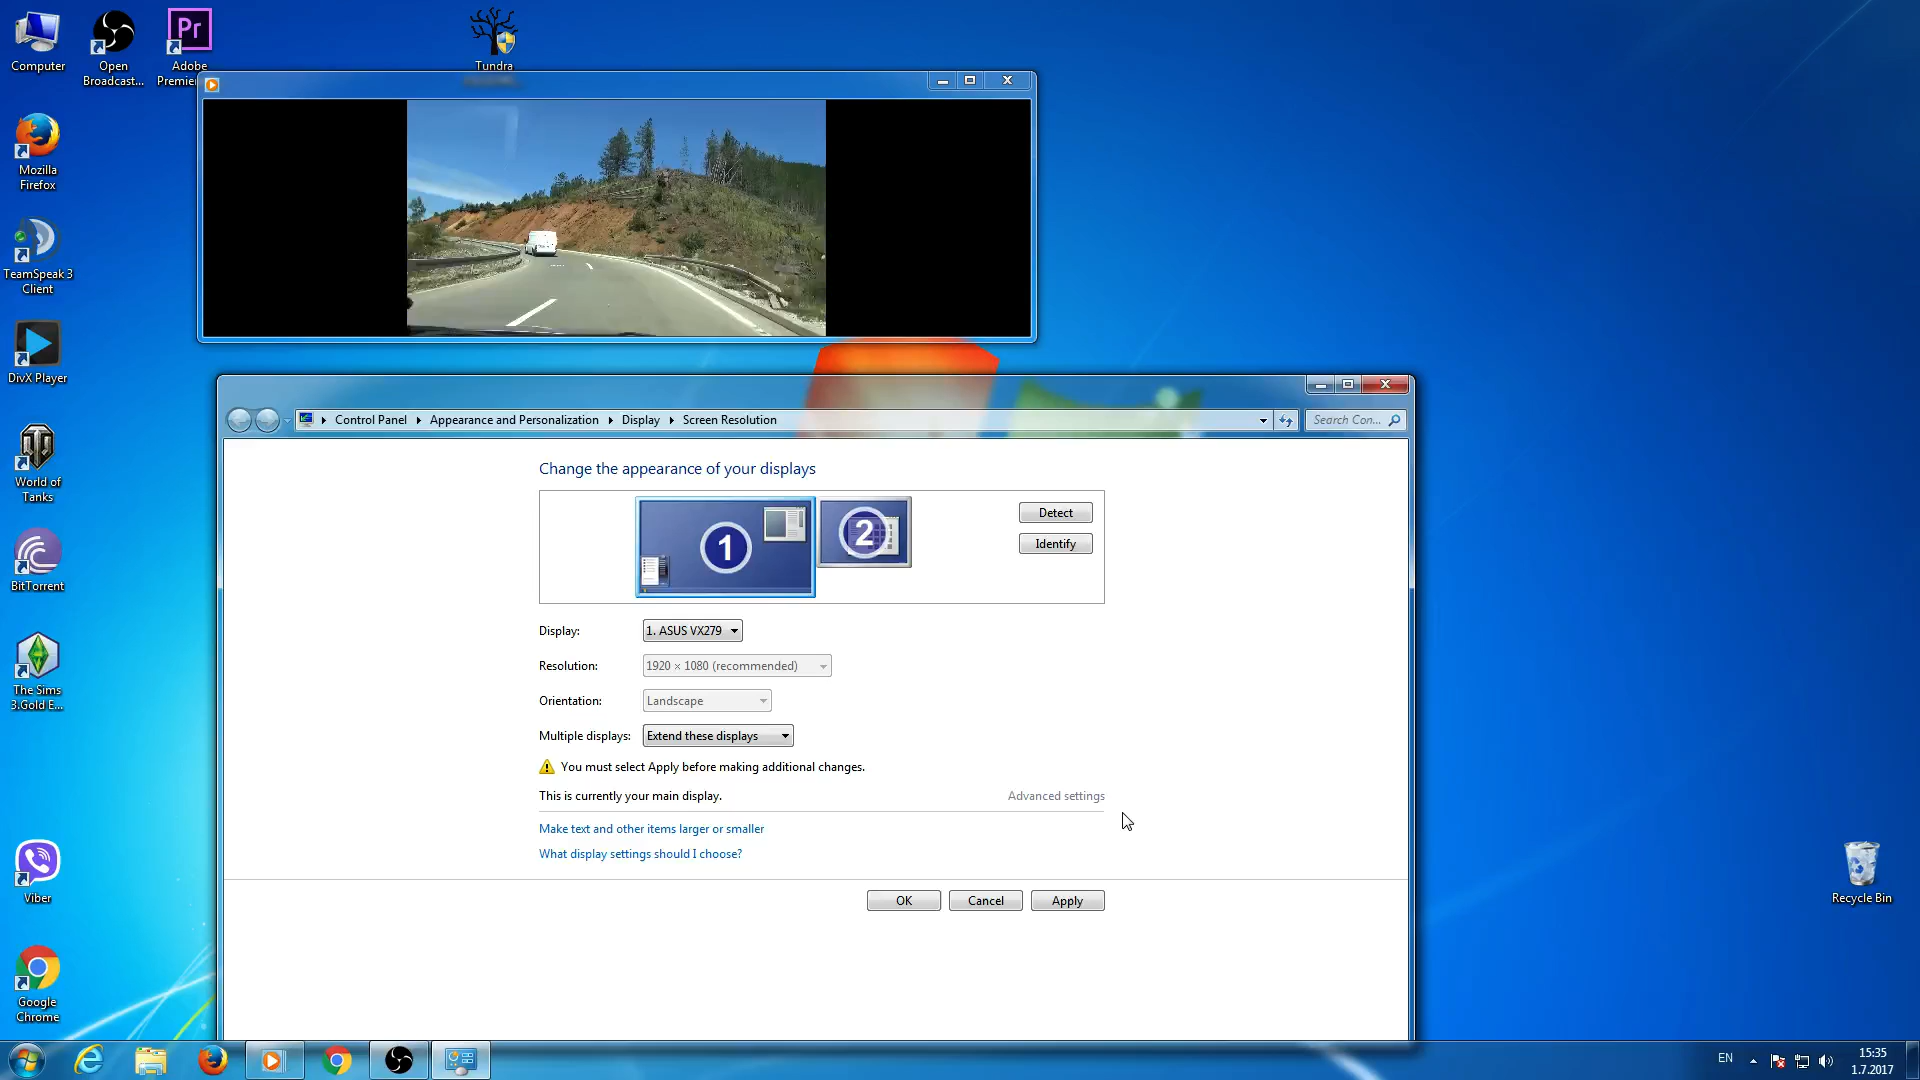 Computer
Open
Broadcast...
Pr
Adobe
Premier
Tundra
Mozilla
Firefox
TeamSpeak 3
Client
DivX Player
World of
Tanks
BitTorrent
The Sims
3.Gold E...
Viber
Google
Chrome
Control Panel
Appearance and Personalization
Display
Screen Resolution
Search Con...
Change the appearance of your displays
1
2
Detect
Identify
Display:
1. ASUS VX279
Resolution:
1920 × 1080 (recommended)
Orientation:
Landscape
Multiple displays:
Extend these displays
You must select Apply before making additional changes.
This is currently your main display.
Advanced settings
Make text and other items larger or smaller
What display settings should I choose?
OK
Cancel
Apply
Recycle Bin
EN
15:35
1.7.2017